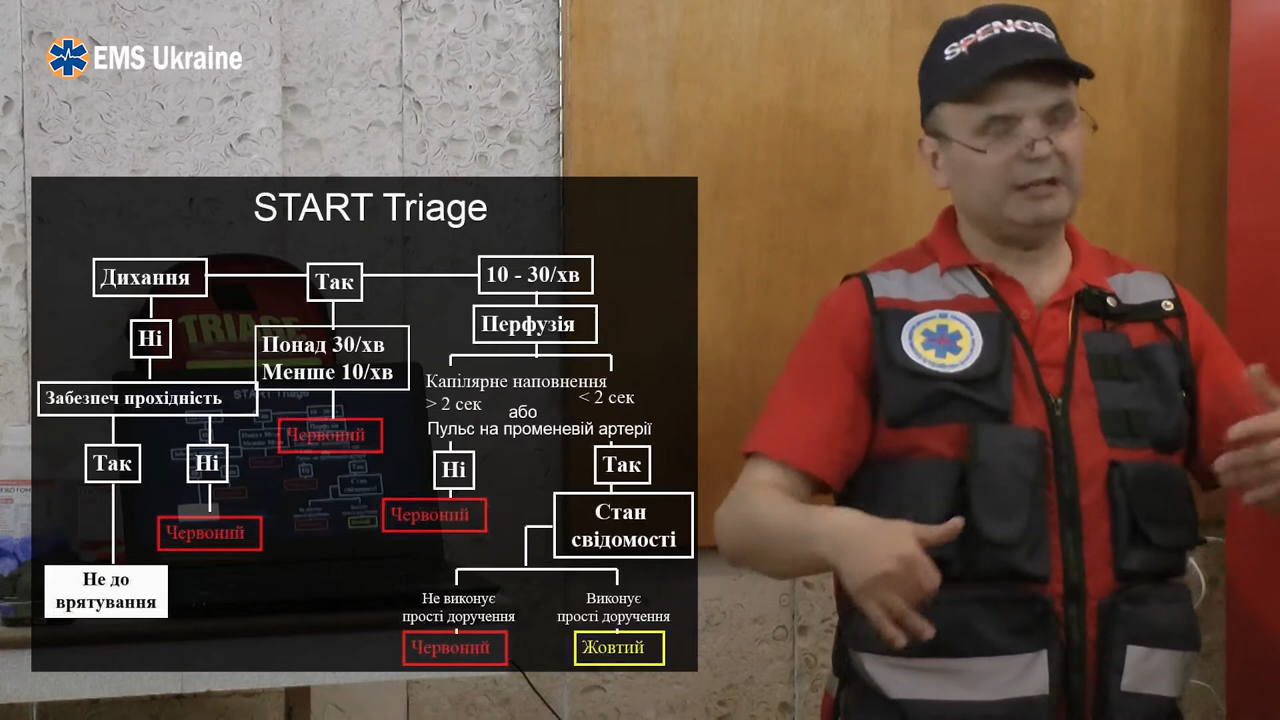 EMS Ukraine
SPENCER
START Triage
Дихання
Так
10 - 30/хв
Ні
TRIAGE
Понад 30/хв
Менше 10/хв
Перфузія
Забезпеч прохідність
Капілярне наповнення
> 2 сек
< 2 сек
або
Пульс на променевій артерії
Червоний
Так
Ні
Ні
Так
Червоний
Червоний
Стан
свідомості
Не до
врятування
Не виконує
прості доручення
Виконує
прості доручення
Червоний
Жовтий